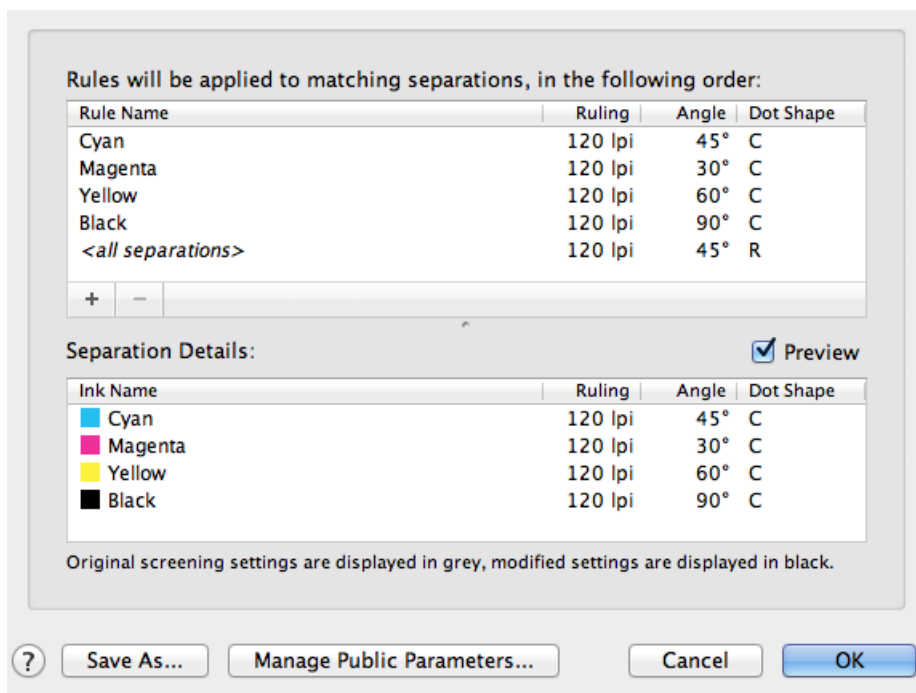 Rules will be applied to matching separations, in the following order:
Rule Name Ruling Angle Dot Shape
Cyan 120 lpi 45° C
Magenta 120 lpi 30° C
Yellow 120 lpi 60° C
Black 120 lpi 90° C
<all separations> 120 lpi 45° R
+ −
Separation Details: Preview
Ink Name Ruling Angle Dot Shape
Cyan 120 lpi 45° C
Magenta 120 lpi 30° C
Yellow 120 lpi 60° C
Black 120 lpi 90° C
Original screening settings are displayed in grey, modified settings are displayed in black.
? Save As... Manage Public Parameters... Cancel OK